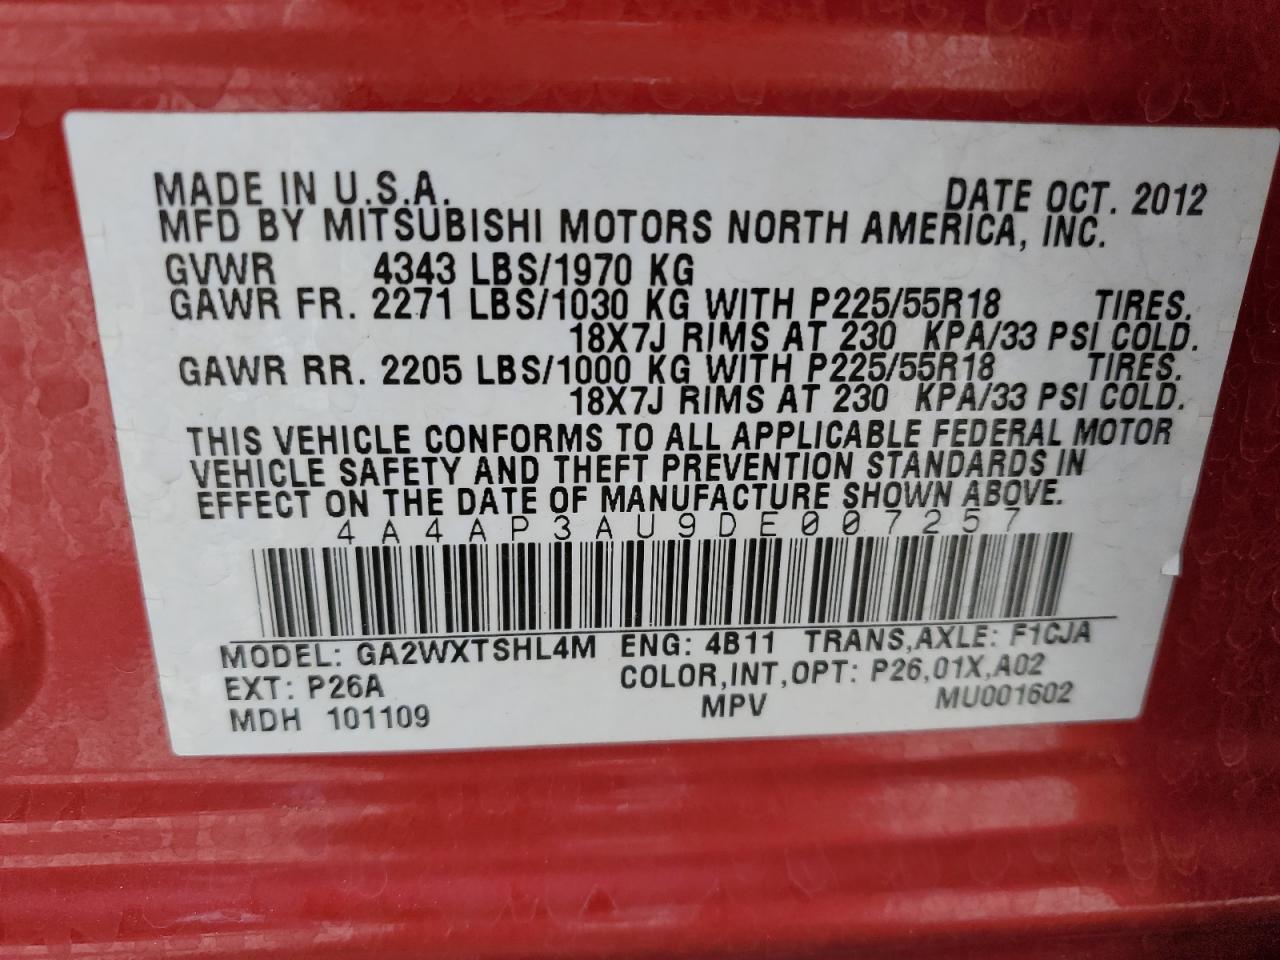 MADE IN U.S.A. DATE OCT. 2012
MFD BY MITSUBISHI MOTORS NORTH AMERICA, INC.
GVWR 4343 LBS/1970 KG
GAWR FR. 2271 LBS/1030 KG WITH P225/55R18 TIRES.
18X7J RIMS AT 230 KPA/33 PSI COLD.
GAWR RR. 2205 LBS/1000 KG WITH P225/55R18 TIRES.
18X7J RIMS AT 230 KPA/33 PSI COLD.
THIS VEHICLE CONFORMS TO ALL APPLICABLE FEDERAL MOTOR
VEHICLE SAFETY AND THEFT PREVENTION STANDARDS IN
EFFECT ON THE DATE OF MANUFACTURE SHOWN ABOVE.
4A4AP3AU9DE007257
MODEL: GA2WXTSHL4M ENG: 4B11 TRANS,AXLE: F1CJA
EXT: P26A COLOR,INT,OPT: P26,01X,A02
MDH 101109 MPV MU001602